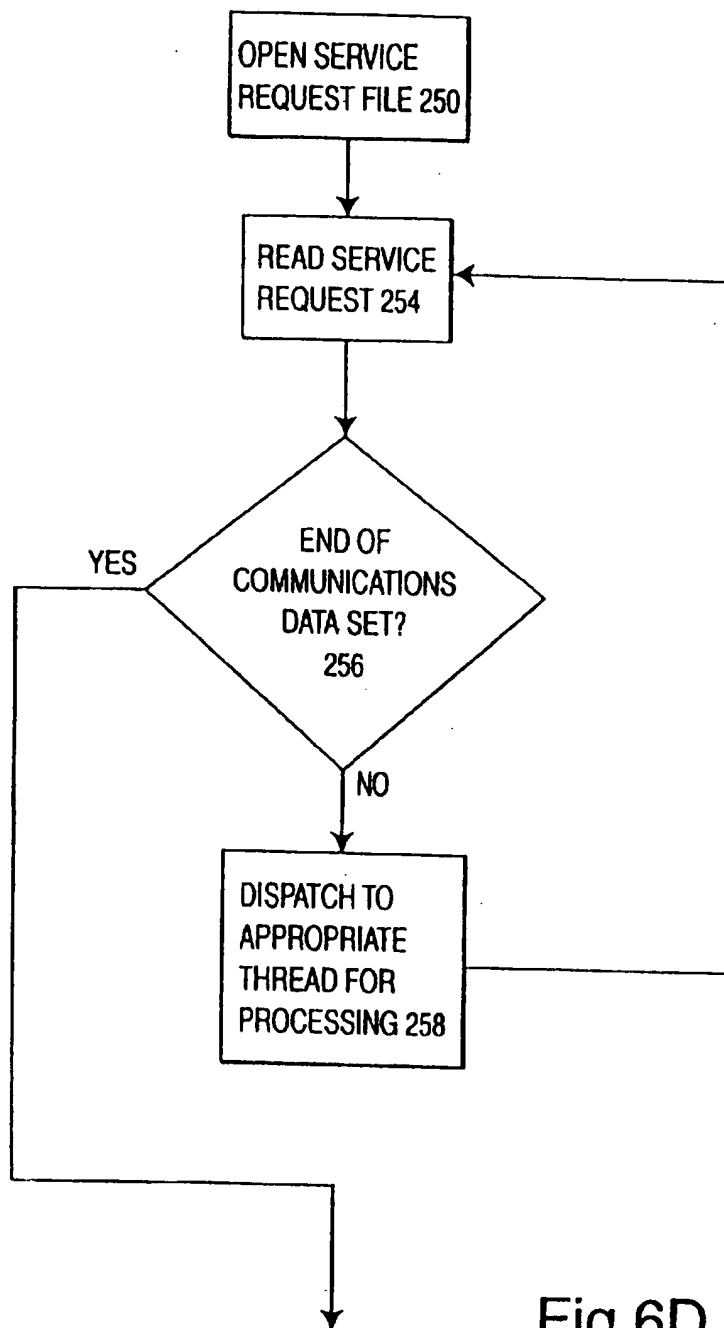 OPEN SERVICE
REQUEST FILE 250
READ SERVICE
REQUEST 254
END OF
COMMUNICATIONS
DATA SET?
256
YES
NO
DISPATCH TO
APPROPRIATE
THREAD FOR
PROCESSING 258
Fig 6D